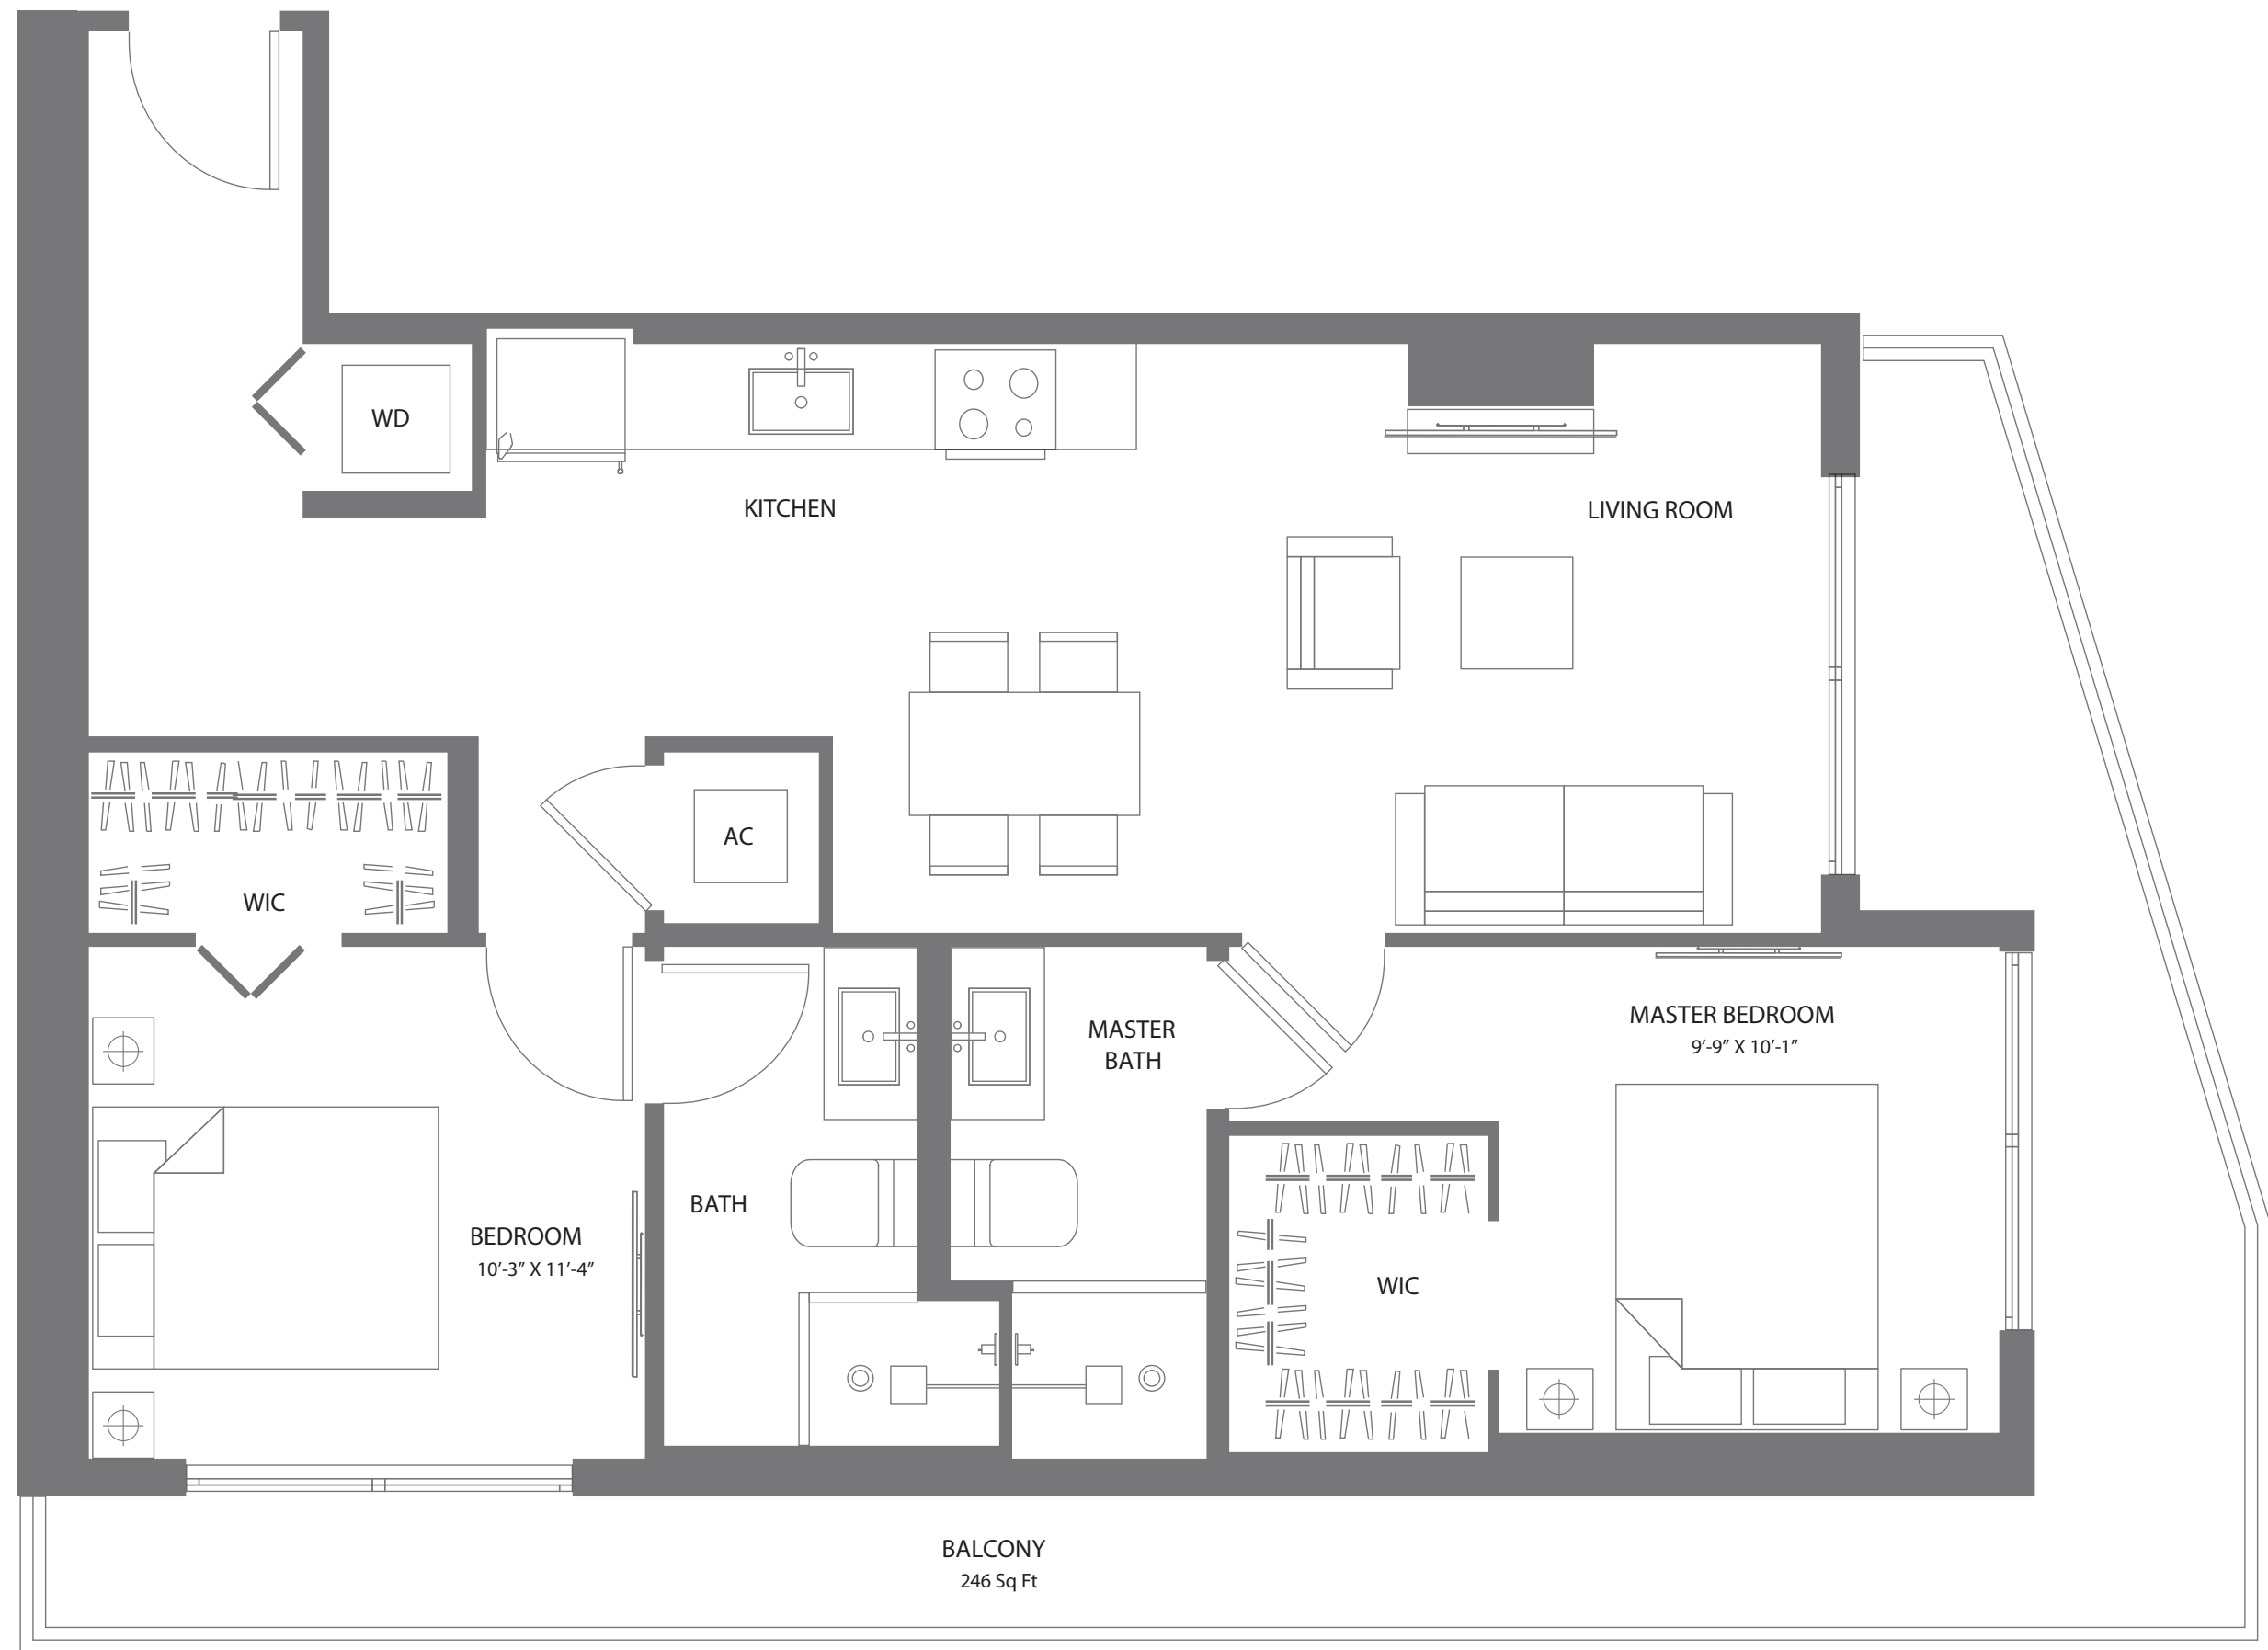 WD
KITCHEN
LIVING ROOM
AC
WIC
MASTER
BATH
MASTER BEDROOM
9’-9” X 10’-1”
BATH
BEDROOM
10’-3” X 11’-4”
WIC
BALCONY
246 Sq Ft